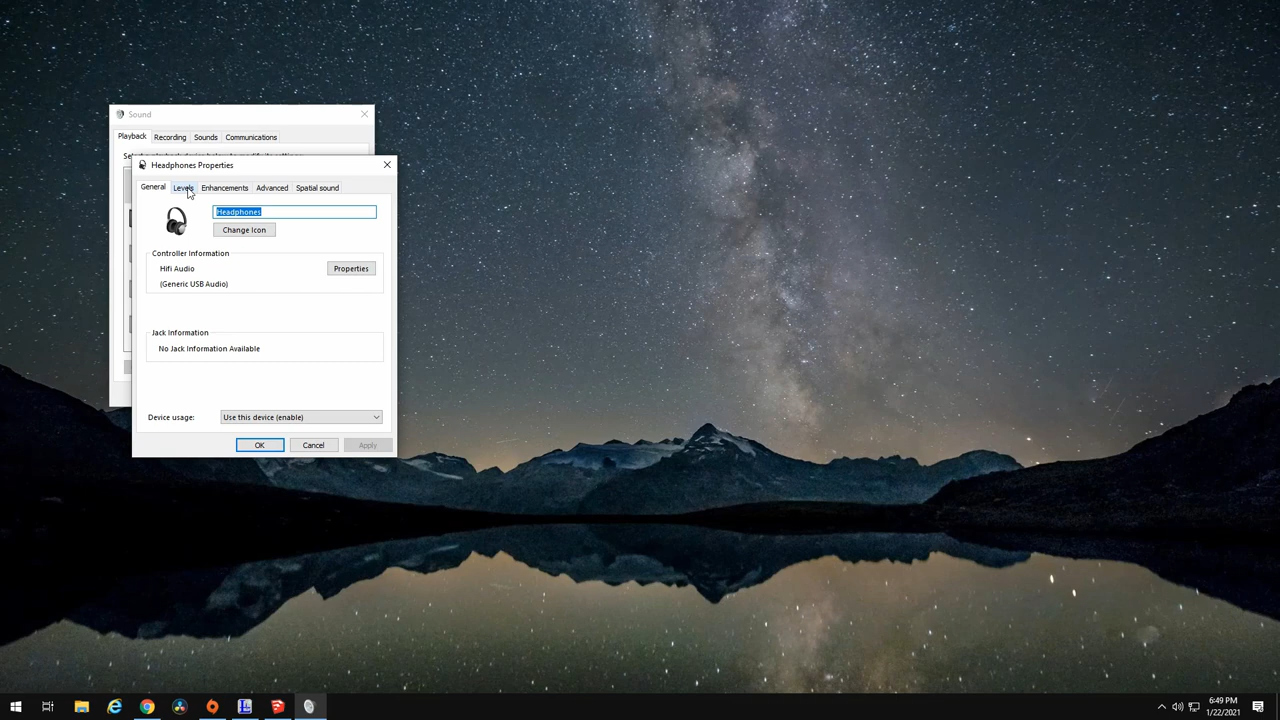 Sound
Playback Recording Sounds Communications
Headphones Properties
General Levels Enhancements Advanced Spatial sound
Headphones
Change Icon
Controller Information
Hifi Audio
Properties
(Generic USB Audio)
Jack Information
No Jack Information Available
Device usage: Use this device (enable)
OK Cancel Apply
6:49 PM
1/22/2021